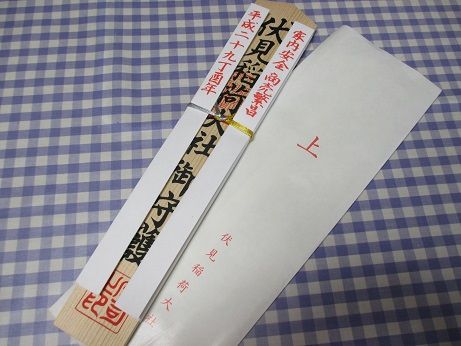 家内安全 商売繁昌
伏見稲荷大社御守護
平成二十九丁酉年
上
伏見稲荷大社